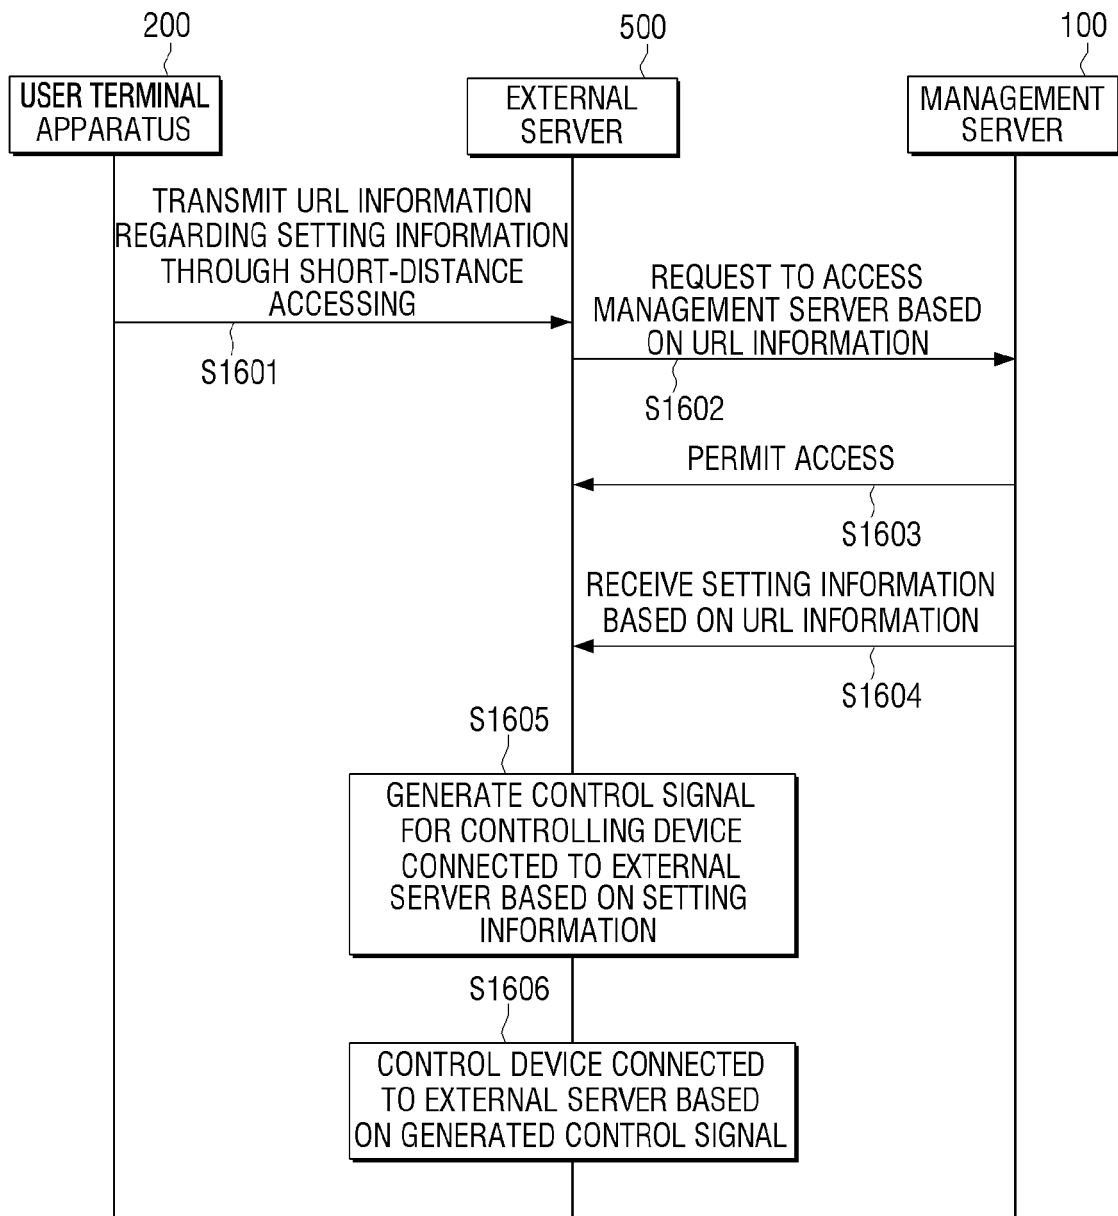 200
500
100
USER TERMINAL
APPARATUS
EXTERNAL
SERVER
MANAGEMENT
SERVER
TRANSMIT URL INFORMATION
REGARDING SETTING INFORMATION
THROUGH SHORT-DISTANCE
ACCESSING
S1601
REQUEST TO ACCESS
MANAGEMENT SERVER BASED
ON URL INFORMATION
S1602
PERMIT ACCESS
S1603
RECEIVE SETTING INFORMATION
BASED ON URL INFORMATION
S1604
S1605
GENERATE CONTROL SIGNAL
FOR CONTROLLING DEVICE
CONNECTED TO EXTERNAL
SERVER BASED ON SETTING
INFORMATION
S1606
CONTROL DEVICE CONNECTED
TO EXTERNAL SERVER BASED
ON GENERATED CONTROL SIGNAL